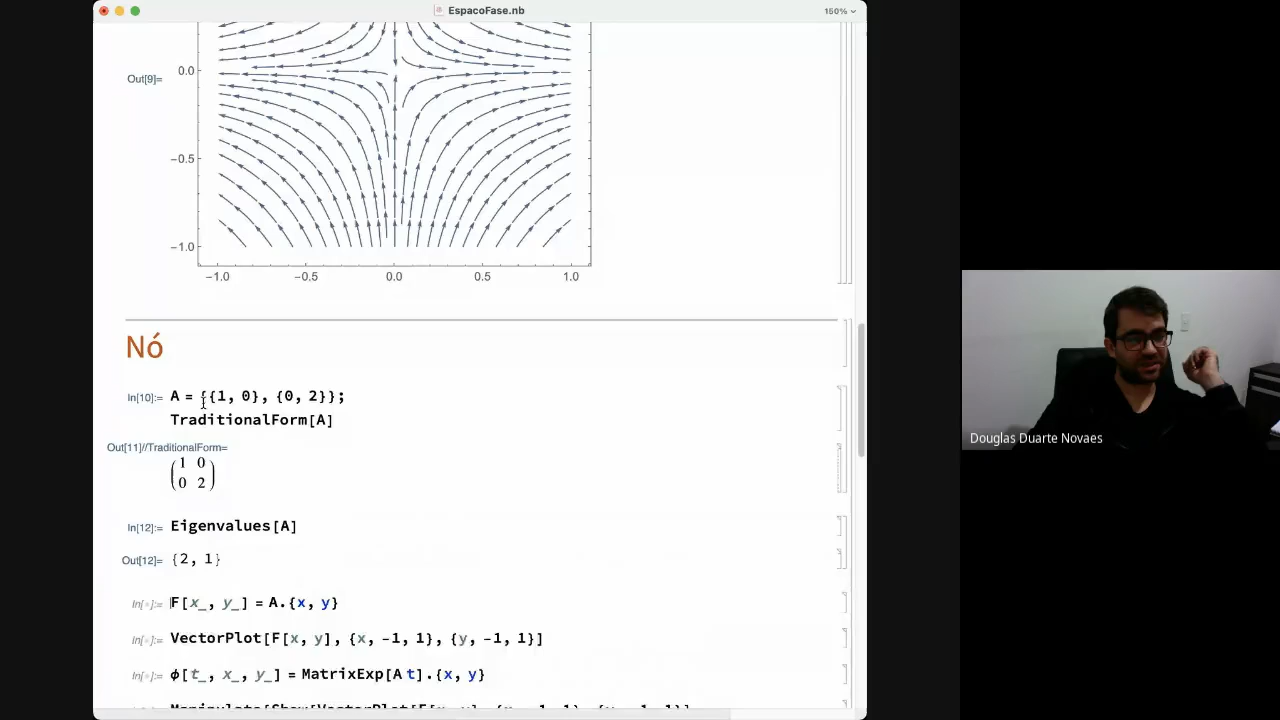 EspacoFase.nb
150%
Out[9]=
0.0
-0.5
-1.0
-1.0 -0.5 0.0 0.5 1.0
Nó
In[10]:= A = {{1, 0}, {0, 2}};
TraditionalForm[A]
Out[11]//TraditionalForm=
1 0
0 2
In[12]:= Eigenvalues[A]
Out[12]= {2, 1}
In[◦]:= F[x_, y_] = A.{x, y}
In[◦]:= VectorPlot[F[x, y], {x, -1, 1}, {y, -1, 1}]
In[◦]:= ϕ[t_, x_, y_] = MatrixExp[A t].{x, y}
Douglas Duarte Novaes